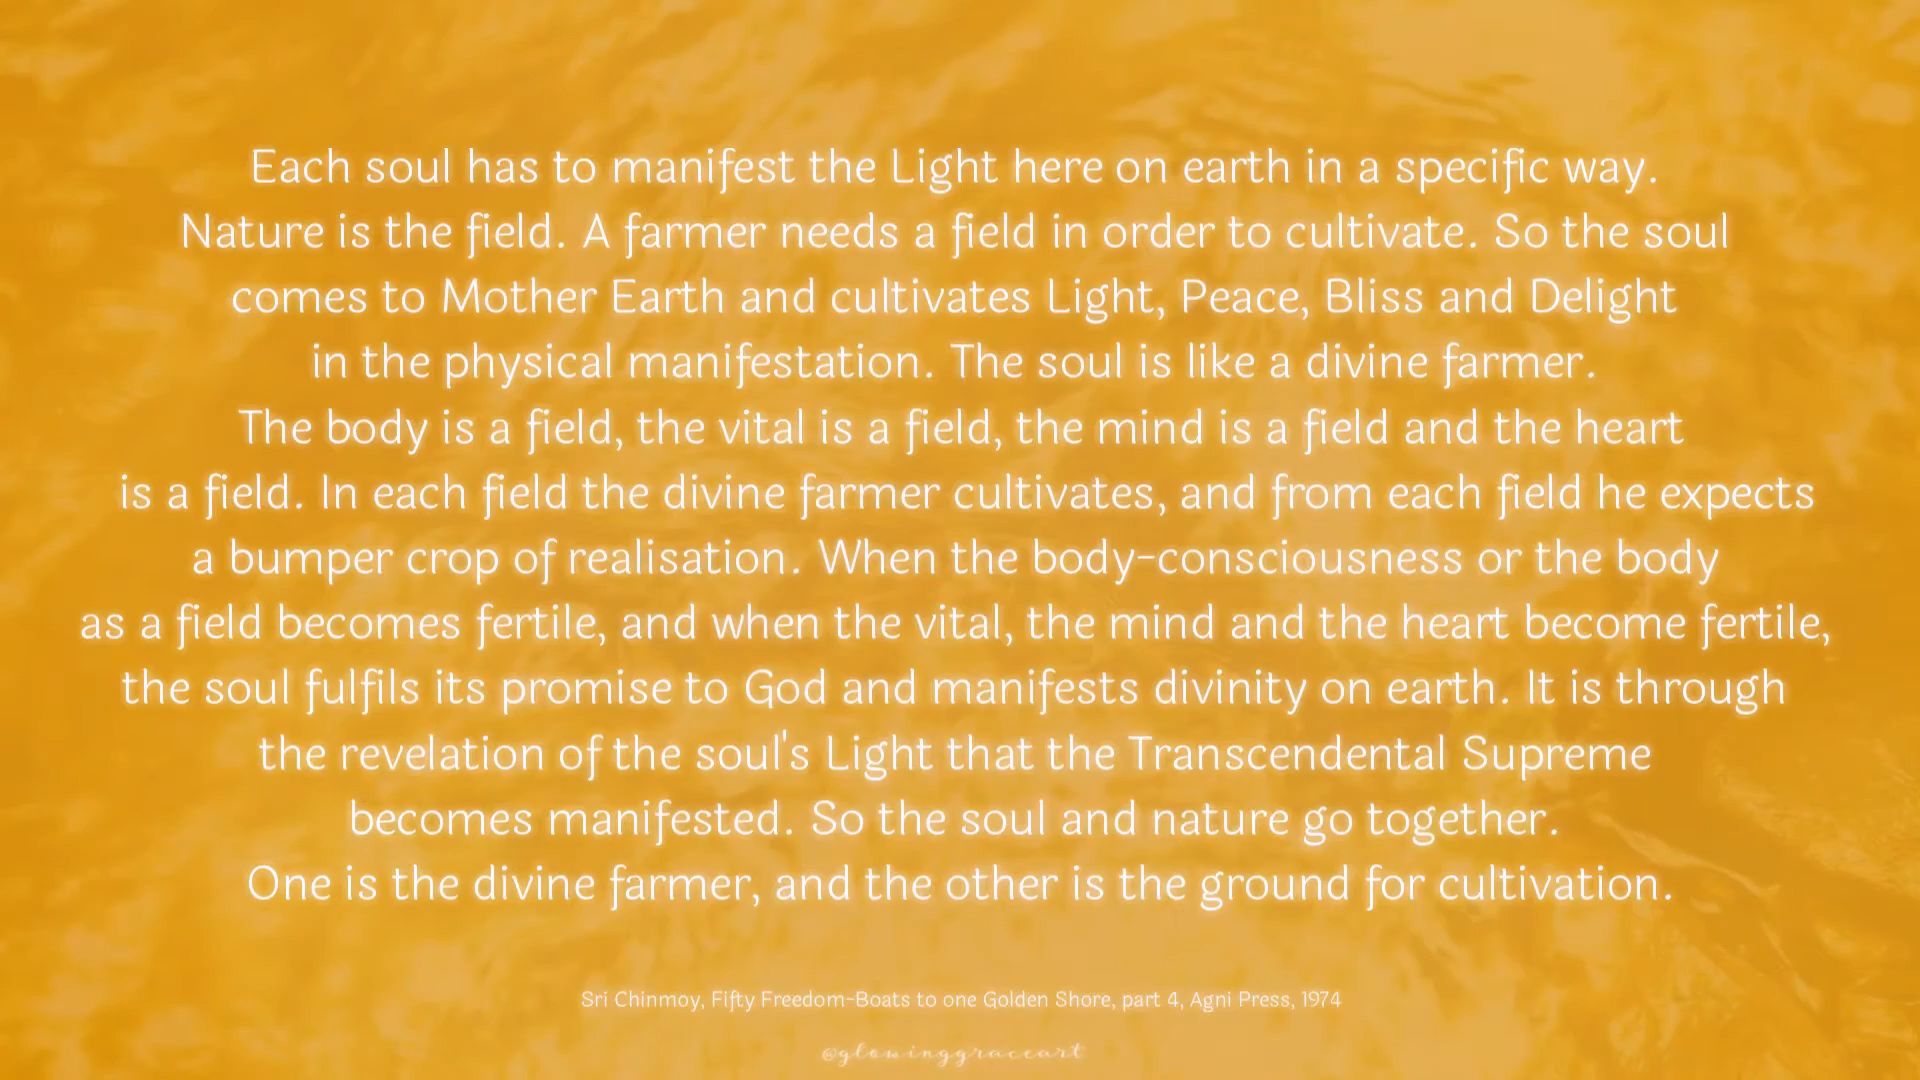 Each soul has to manifest the Light here on earth in a specific way.
Nature is the field. A farmer needs a field in order to cultivate. So the soul
comes to Mother Earth and cultivates Light, Peace, Bliss and Delight
in the physical manifestation. The soul is like a divine farmer.
The body is a field, the vital is a field, the mind is a field and the heart
is a field. In each field the divine farmer cultivates, and from each field he expects
a bumper crop of realisation. When the body-consciousness or the body
as a field becomes fertile, and when the vital, the mind and the heart become fertile,
the soul fulfils its promise to God and manifests divinity on earth. It is through
the revelation of the soul's Light that the Transcendental Supreme
becomes manifested. So the soul and nature go together.
One is the divine farmer, and the other is the ground for cultivation.
Sri Chinmoy, Fifty Freedom-Boats to one Golden Shore, part 4, Agni Press, 1974
@glowinggraceart